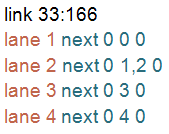 link 33:166
lane 1 next 0 0 0
lane 2 next 0 1,2 0
lane 3 next 0 3 0
lane 4 next 0 4 0